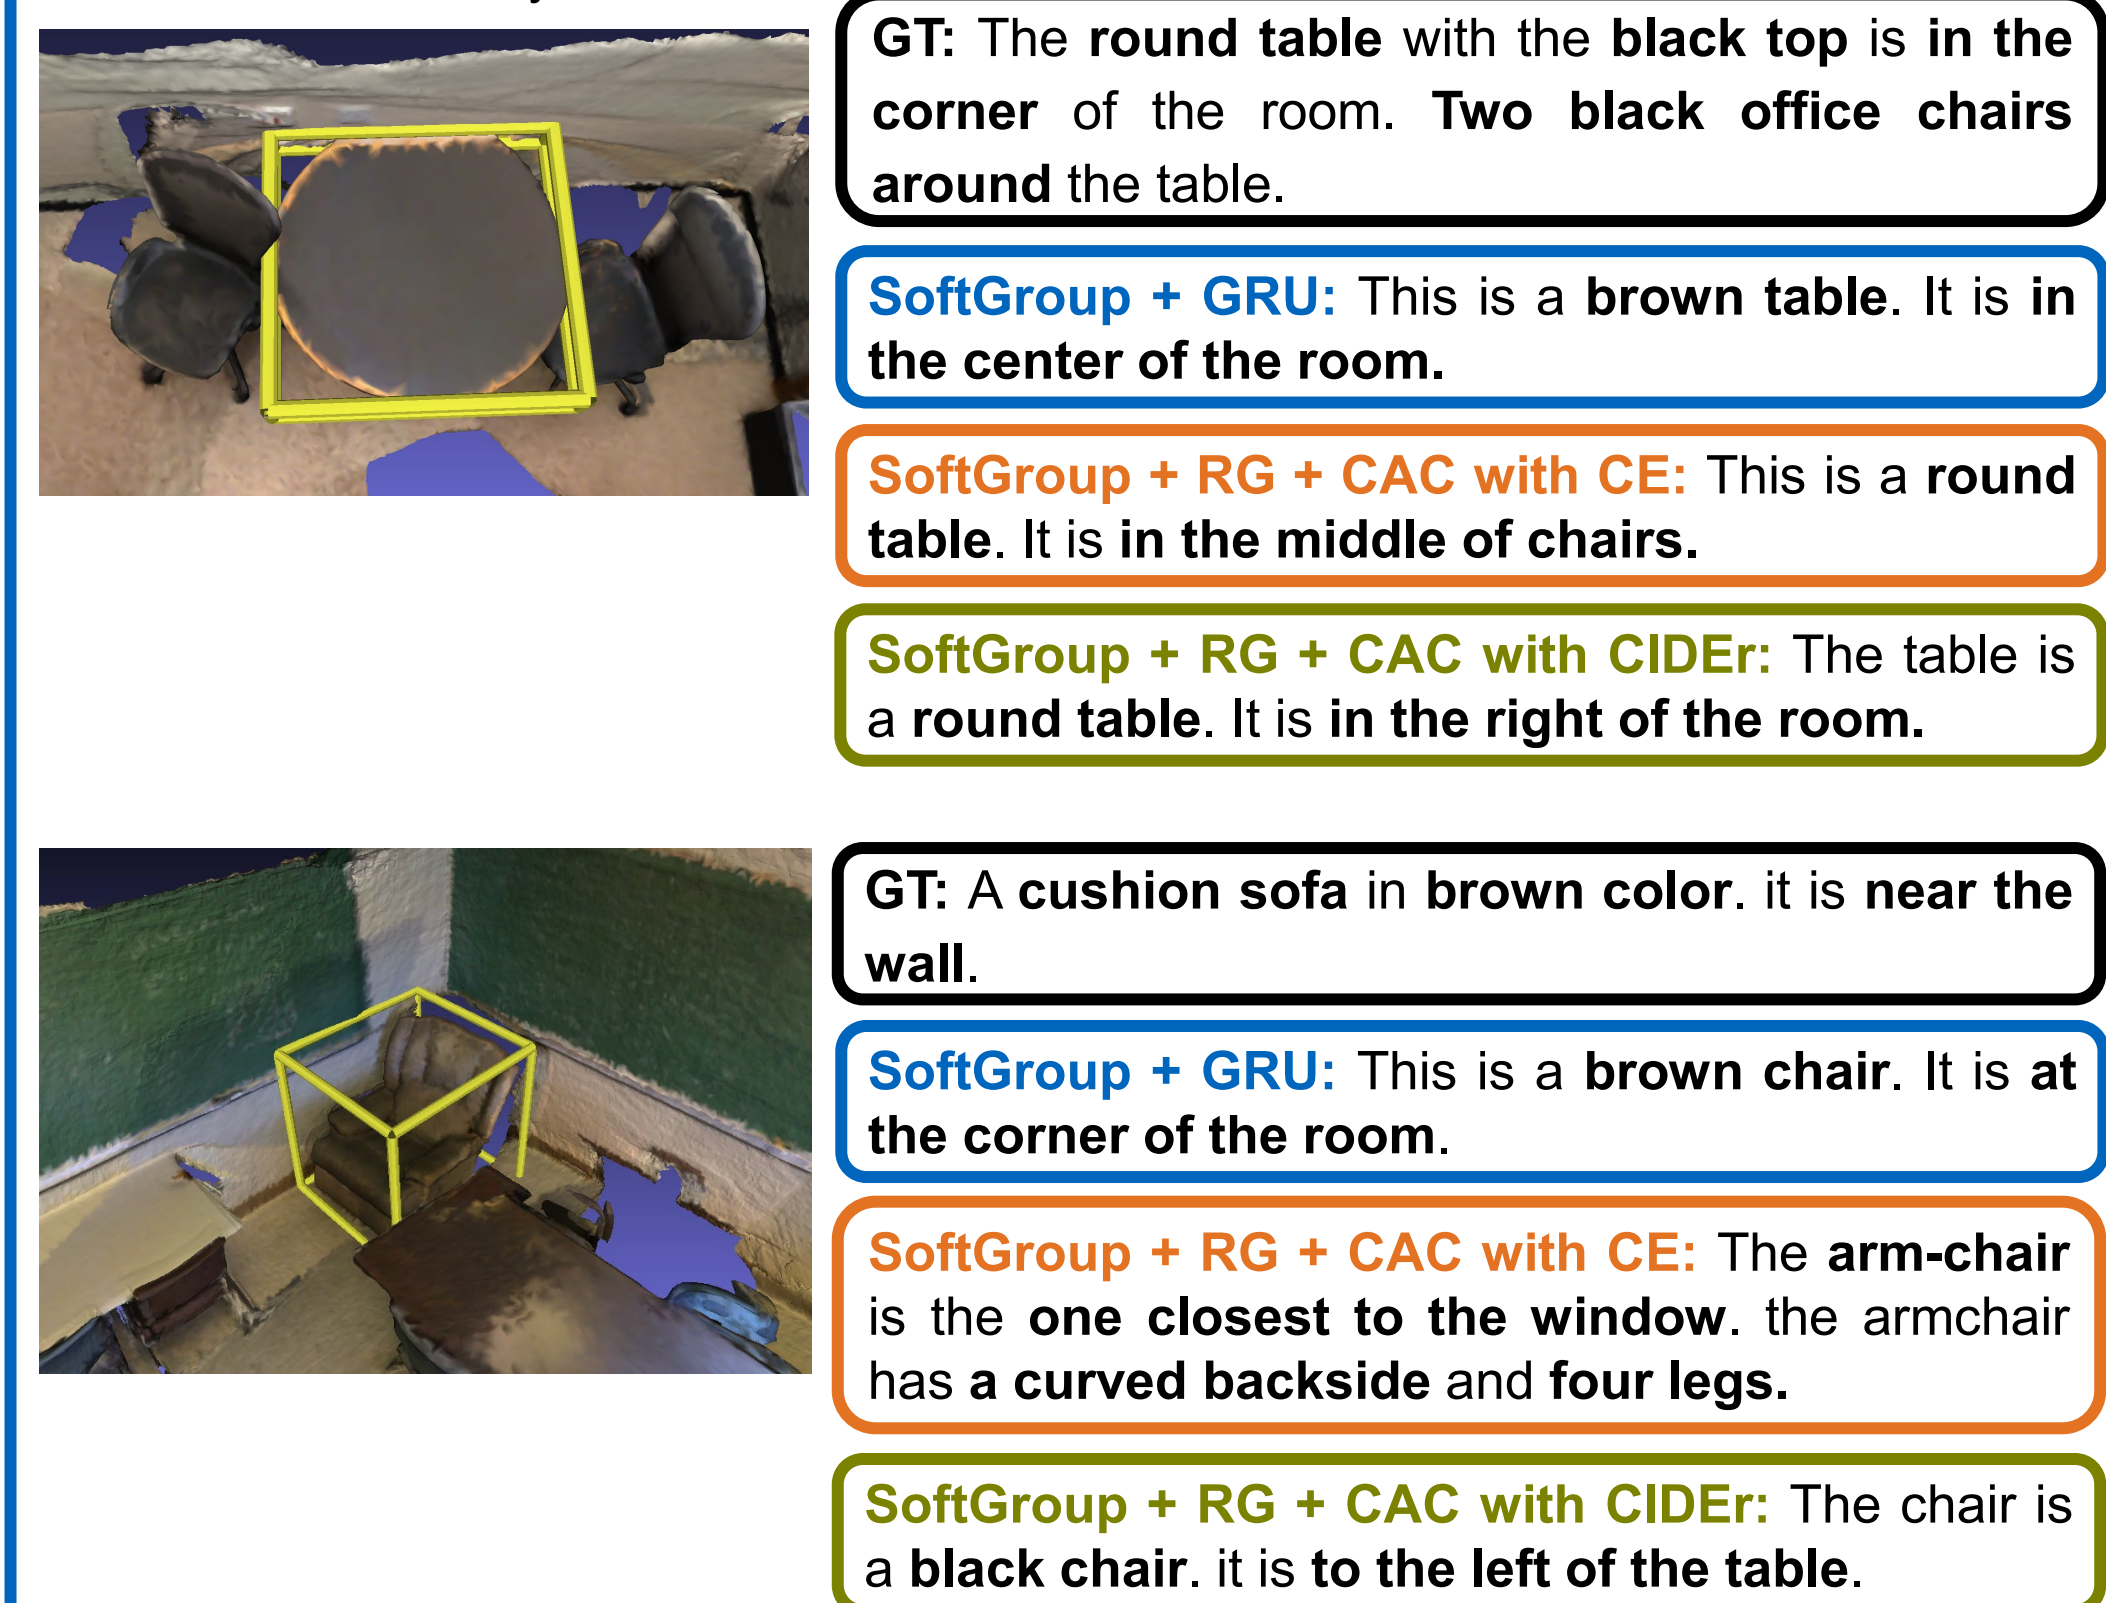 GT: The round table with the black top is in the
corner of the room. Two black office chairs
around the table.
SoftGroup + GRU: This is a brown table. It is in
the center of the room.
SoftGroup + RG + CAC with CE: This is a round
table. It is in the middle of chairs.
SoftGroup + RG + CAC with CIDEr: The table is
a round table. It is in the right of the room.
GT: A cushion sofa in brown color. it is near the
wall.
SoftGroup + GRU: This is a brown chair. It is at
the corner of the room.
SoftGroup + RG + CAC with CE: The arm-chair
is the one closest to the window. the armchair
has a curved backside and four legs.
SoftGroup + RG + CAC with CIDEr: The chair is
a black chair. it is to the left of the table.